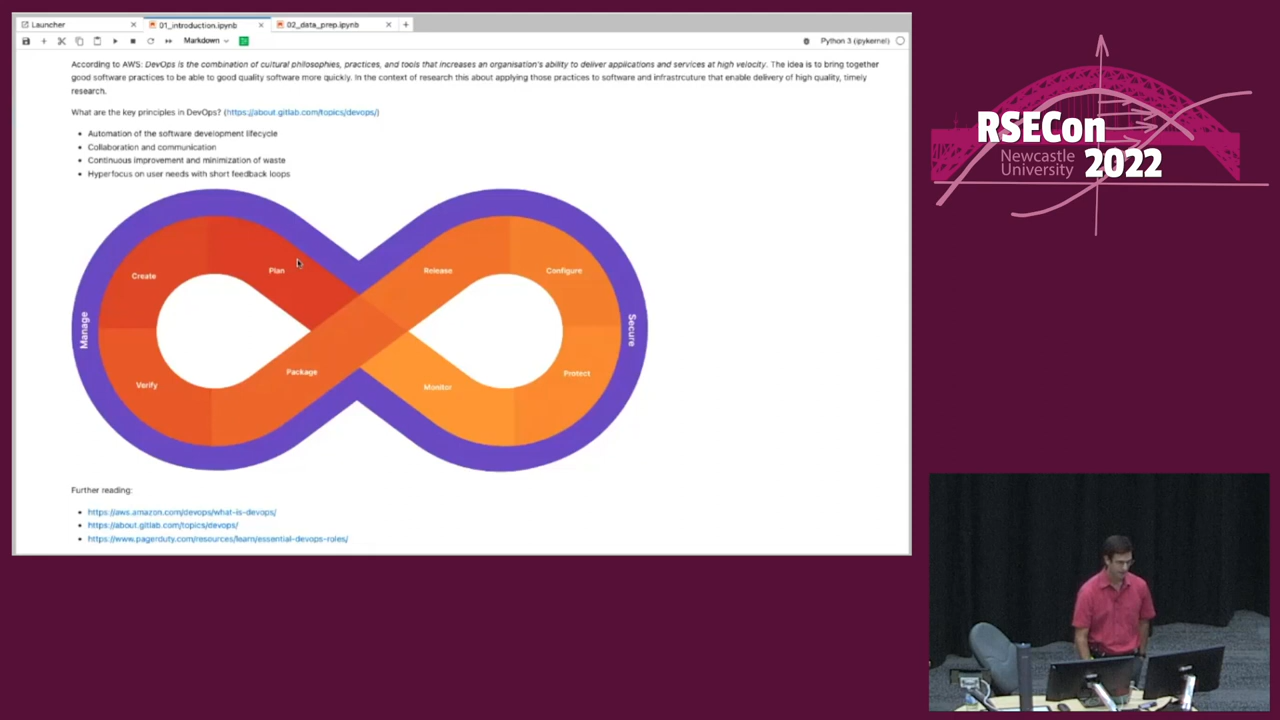 Launcher
01_introduction.ipynb
02_data_prep.ipynb
Markdown
Python 3 (ipykernel)
According to AWS: DevOps is the combination of cultural philosophies, practices, and tools that increases an organisation's ability to deliver applications and services at high velocity. The idea is to bring together
good software practices to be able to good quality software more quickly. In the context of research this about applying those practices to software and infrastrcuture that enable delivery of high quality, timely
research.
What are the key principles in DevOps? (https://about.gitlab.com/topics/devops/)
Automation of the software development lifecycle
Collaboration and communication
Continuous improvement and minimization of waste
Hyperfocus on user needs with short feedback loops
Create
Plan
Release
Configure
Manage
Secure
Verify
Package
Monitor
Protect
Further reading:
https://aws.amazon.com/devops/what-is-devops/
https://about.gitlab.com/topics/devops/
https://www.pagerduty.com/resources/learn/essential-devops-roles/
RSECon
Newcastle
University
2022